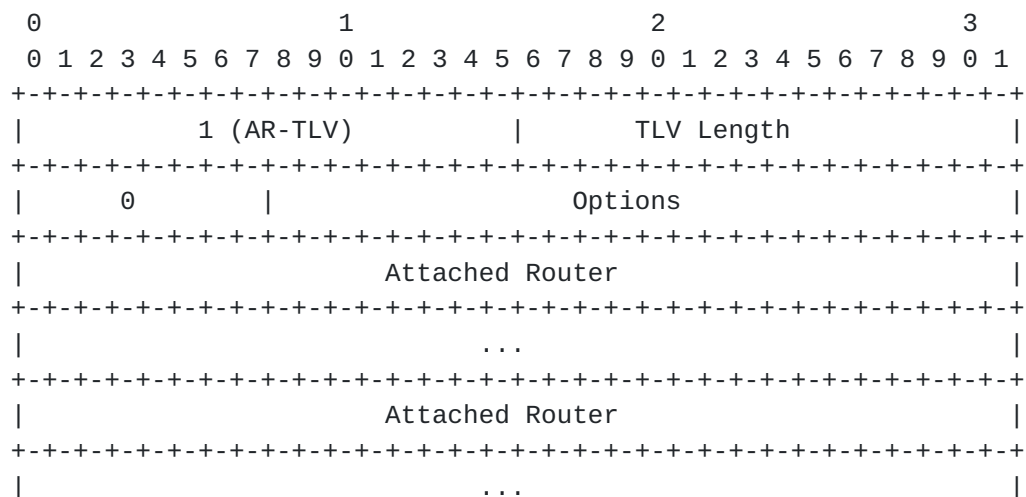 0                   1                   2                   3
 0 1 2 3 4 5 6 7 8 9 0 1 2 3 4 5 6 7 8 9 0 1 2 3 4 5 6 7 8 9 0 1
+-+-+-+-+-+-+-+-+-+-+-+-+-+-+-+-+-+-+-+-+-+-+-+-+-+-+-+-+-+-+-+-+
|           1 (AR-TLV)          |       TLV Length              |
+-+-+-+-+-+-+-+-+-+-+-+-+-+-+-+-+-+-+-+-+-+-+-+-+-+-+-+-+-+-+-+-+
|      0        |                   Options                     |
+-+-+-+-+-+-+-+-+-+-+-+-+-+-+-+-+-+-+-+-+-+-+-+-+-+-+-+-+-+-+-+-+
|                       Attached Router                         |
+-+-+-+-+-+-+-+-+-+-+-+-+-+-+-+-+-+-+-+-+-+-+-+-+-+-+-+-+-+-+-+-+
|                             ...                               |
+-+-+-+-+-+-+-+-+-+-+-+-+-+-+-+-+-+-+-+-+-+-+-+-+-+-+-+-+-+-+-+-+
|                       Attached Router                         |
+-+-+-+-+-+-+-+-+-+-+-+-+-+-+-+-+-+-+-+-+-+-+-+-+-+-+-+-+-+-+-+-+
|                             ...                               |